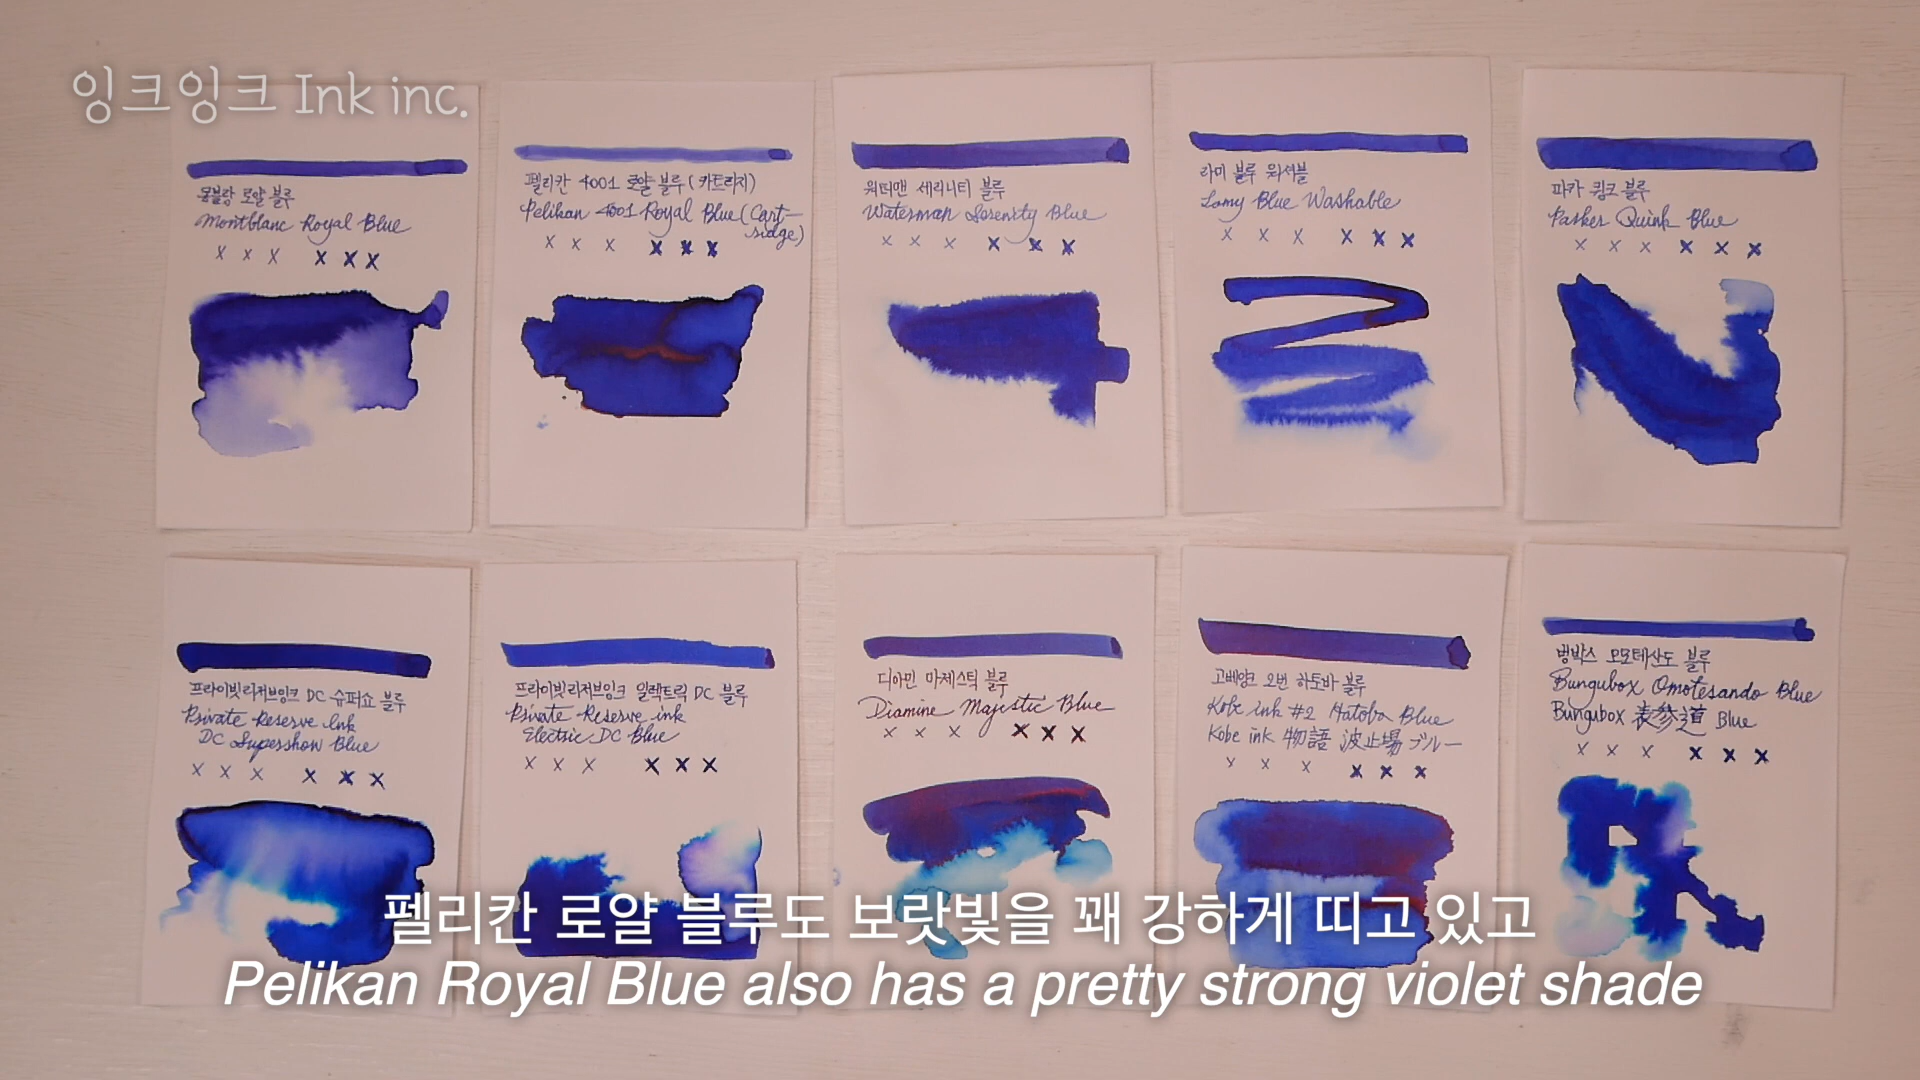 잉크잉크 Ink inc.
몽블랑 로얄 블루
Montblanc Royal Blue
x x x x x x
펠리칸 4001 로얄 블루 (카트리지)
Pelikan 4001 Royal Blue (Cart-
ridge)
x x x x x x
워터맨 세리니티 블루
Waterman Serenity Blue
x x x x x x
라미 블루 워셔블
Lamy Blue Washable
x x x x x x
파카 큉크 블루
Parker Quink Blue
x x x x x x
프라이빗리저브잉크 DC 슈퍼쇼 블루
Private Reserve Ink
DC Supershow Blue
x x x x x x
프라이빗리저브잉크 일렉트릭 DC 블루
Private Reserve ink
Electric DC Blue
x x x x x x
디아민 마제스틱 블루
Diamine Majestic Blue
x x x x x x
고베잉크 2번 하토바 블루
Kobe ink #2 Hatoba Blue
Kobe ink 物語 波止場 ブルー
x x x x x x
벙박스 오모테산도 블루
Bungubox Omotesando Blue
Bungubox 表参道 Blue
x x x x x x
펠리칸 로얄 블루도 보랏빛을 꽤 강하게 띠고 있고
Pelikan Royal Blue also has a pretty strong violet shade